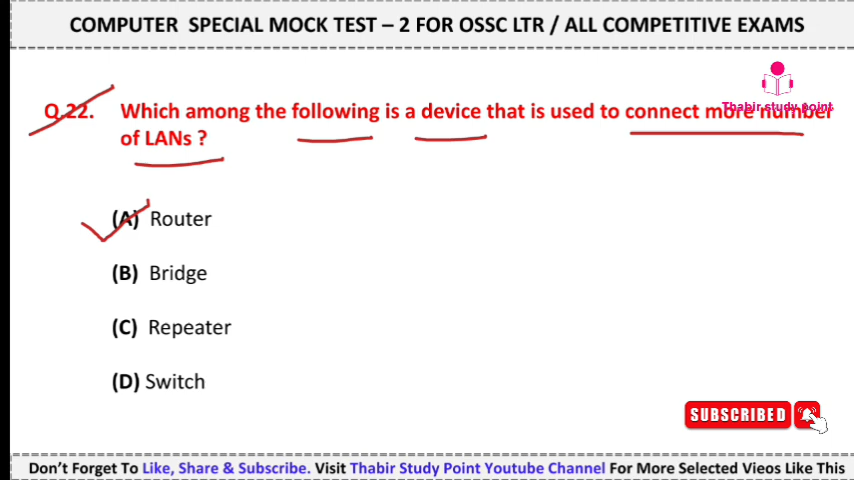 COMPUTER SPECIAL MOCK TEST – 2 FOR OSSC LTR / ALL COMPETITIVE EXAMS
Thabir study point
Q.22. Which among the following is a device that is used to connect more number
of LANs ?
(A) Router
(B) Bridge
(C) Repeater
(D) Switch
SUBSCRIBED
Don’t Forget To Like, Share & Subscribe. Visit Thabir Study Point Youtube Channel For More Selected Vieos Like This